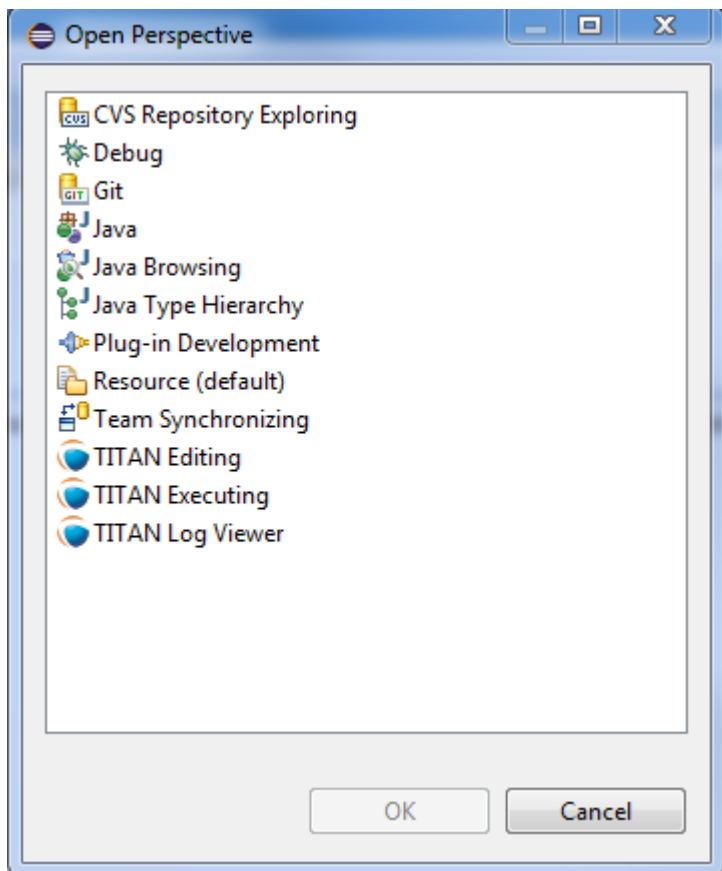 Open Perspective
CVS Repository Exploring
Debug
GIT Git
Java
Java Browsing
Java Type Hierarchy
Plug-in Development
Resource (default)
Team Synchronizing
TITAN Editing
TITAN Executing
TITAN Log Viewer
OK Cancel